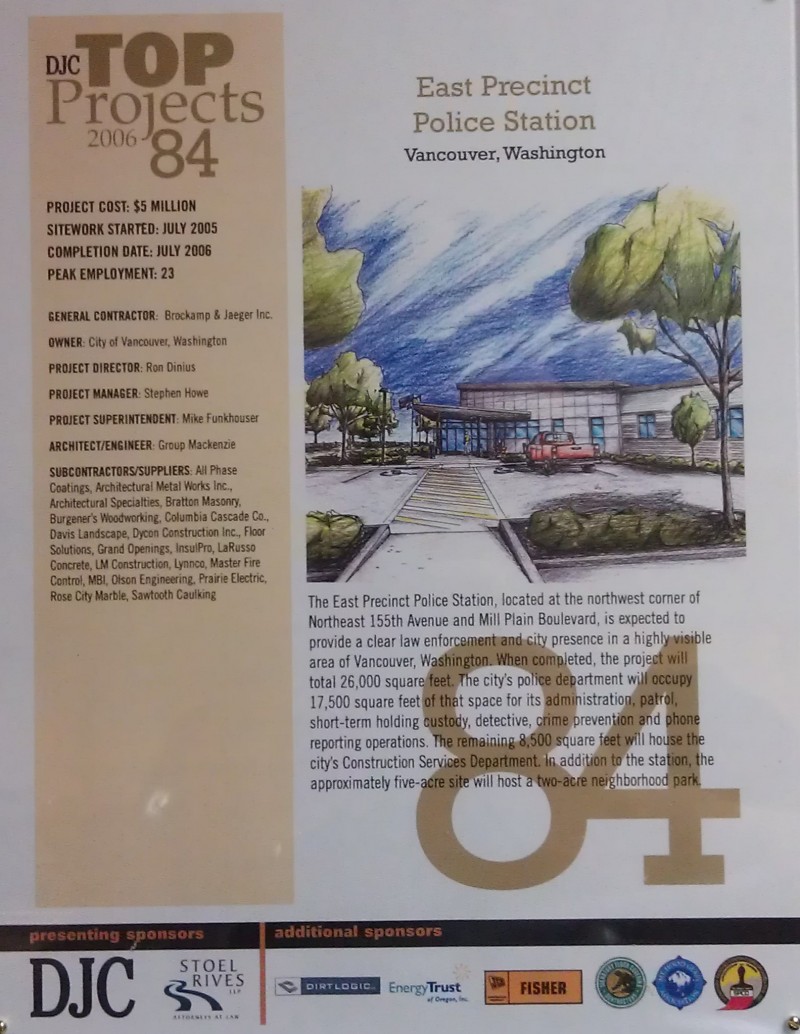 DJC TOP
Projects
2006 84
PROJECT COST: $5 MILLION
SITEWORK STARTED: JULY 2005
COMPLETION DATE: JULY 2006
PEAK EMPLOYMENT: 23
GENERAL CONTRACTOR: Brockamp & Jaeger Inc.
OWNER: City of Vancouver, Washington
PROJECT DIRECTOR: Ron Dinius
PROJECT MANAGER: Stephen Howe
PROJECT SUPERINTENDENT: Mike Funkhouser
ARCHITECT/ENGINEER: Group Mackenzie
SUBCONTRACTORS/SUPPLIERS: All Phase
Coatings, Architectural Metal Works Inc.,
Architectural Specialties, Bratton Masonry,
Burgener's Woodworking, Columbia Cascade Co.,
Davis Landscape, Dycon Construction Inc., Floor
Solutions, Grand Openings, InsulPro, LaRusso
Concrete, LM Construction, Lynnco, Master Fire
Control, MBI, Olson Engineering, Prairie Electric,
Rose City Marble, Sawtooth Caulking
East Precinct
Police Station
Vancouver, Washington
The East Precinct Police Station, located at the northwest corner of
Northeast 155th Avenue and Mill Plain Boulevard, is expected to
provide a clear law enforcement and city presence in a highly visible
area of Vancouver, Washington. When completed, the project will
total 26,000 square feet. The city's police department will occupy
17,500 square feet of that space for its administration, patrol,
short-term holding custody, detective, crime prevention and phone
reporting operations. The remaining 8,500 square feet will house the
city's Construction Services Department. In addition to the station, the
approximately five-acre site will host a two-acre neighborhood park.
84
presenting sponsors
additional sponsors
DJC
STOEL
RIVES
LLP
ATTORNEYS AT LAW
DIRTLOGIC
EnergyTrust
of Oregon, Inc.
JCB FISHER